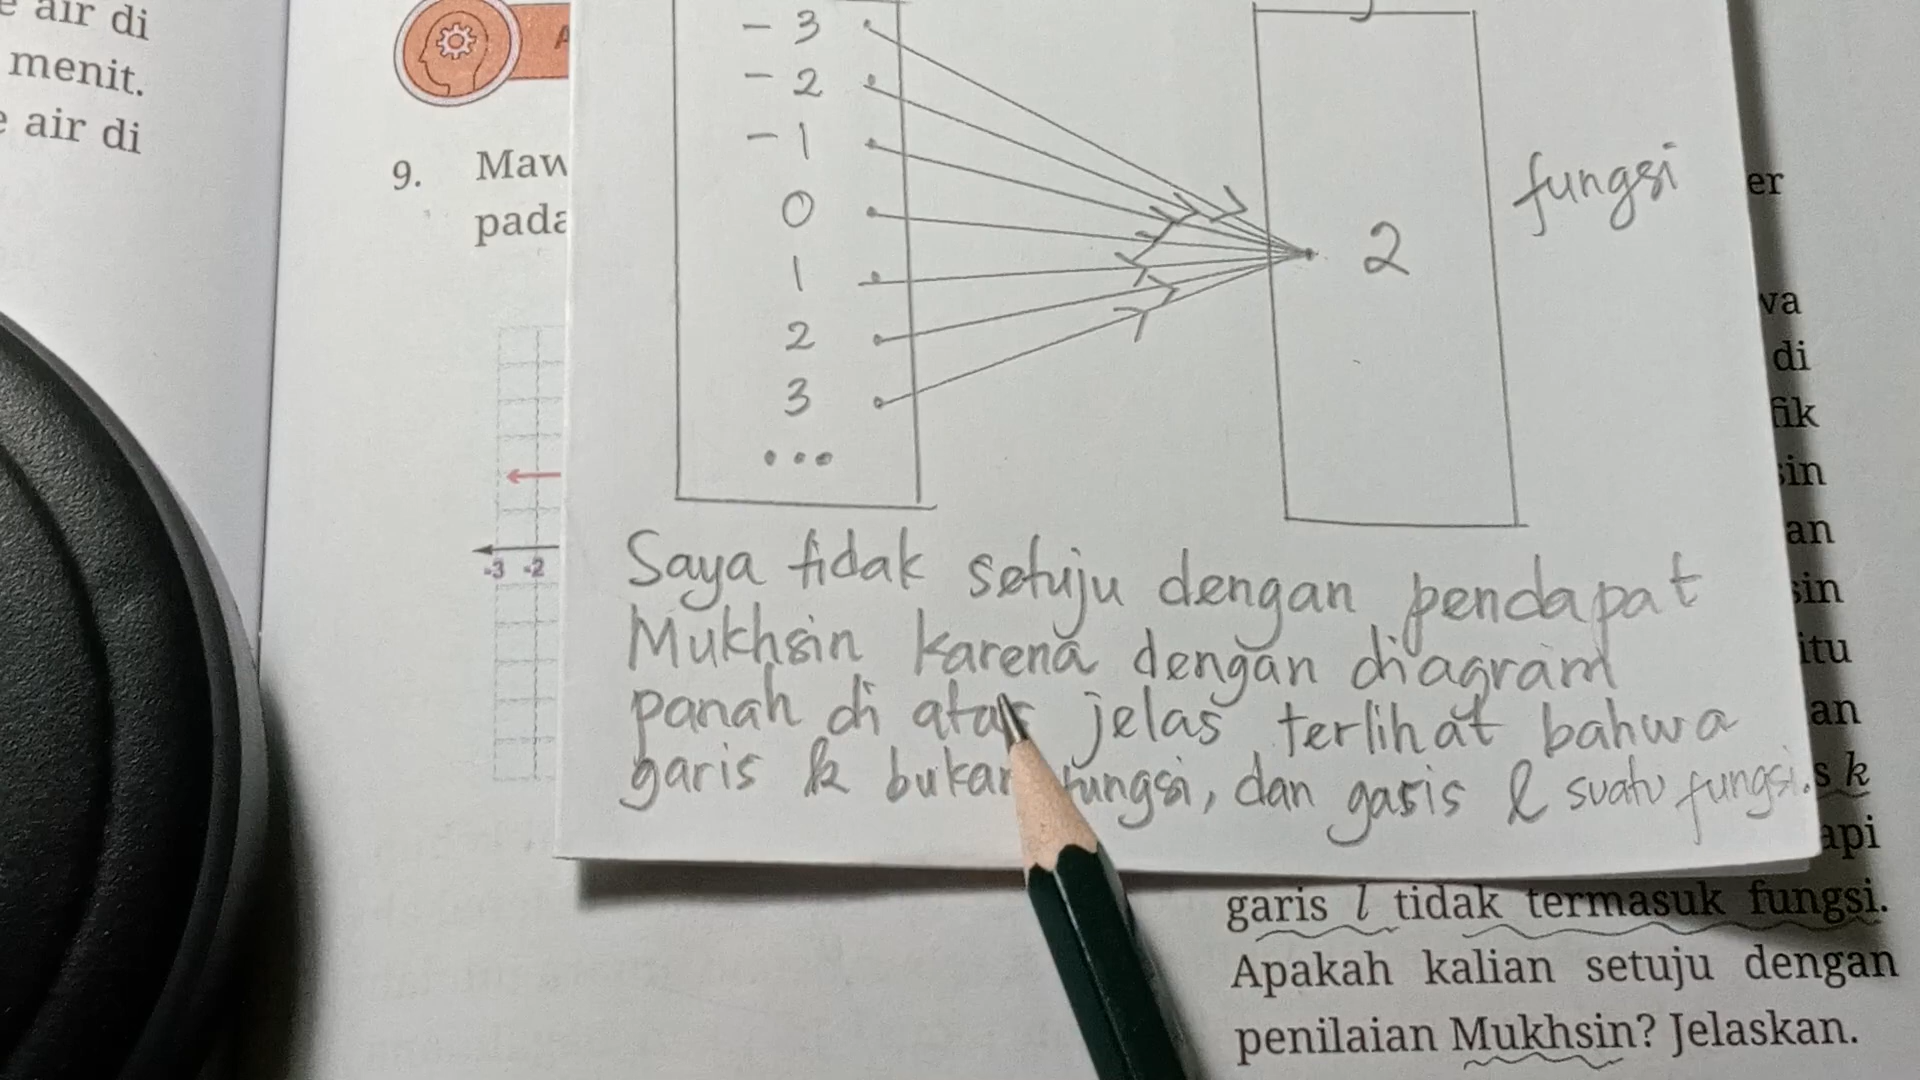 air di
menit.
air di
9. Maw
pada
-3 -2
- 3
- 2
- 1
0
1
2
3
...
2
fungsi
Saya tidak setuju dengan pendapat
Mukhsin karena dengan diagram
panah di atas jelas terlihat bahwa
garis k bukan fungsi, dan garis l suatu fungsi.
er
va
di
fik
sin
an
sin
itu
an
s k
api
garis l tidak termasuk fungsi.
Apakah kalian setuju dengan
penilaian Mukhsin? Jelaskan.